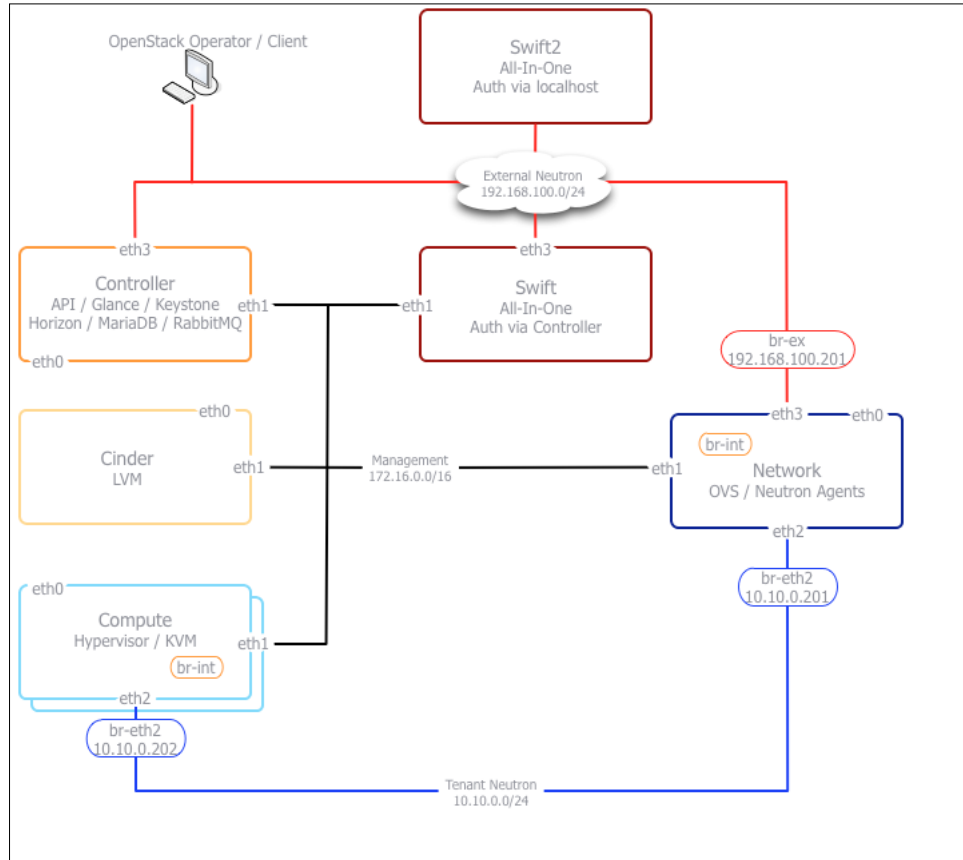 OpenStack Operator / Client
Swift2
All-In-One
Auth via localhost
External Neutron
192.168.100.0/24
eth3
Controller
API / Glance / Keystone
Horizon / MariaDB / RabbitMQ
eth1
eth0
eth3
eth1
Swift
All-In-One
Auth via Controller
br-ex
192.168.100.201
eth0
Cinder
LVM
eth1
Management
172.16.0.0/16
eth3
eth0
br-int
eth1
Network
OVS / Neutron Agents
eth2
br-eth2
10.10.0.201
eth0
Compute
Hypervisor / KVM
eth1
br-int
eth2
br-eth2
10.10.0.202
Tenant Neutron
10.10.0.0/24